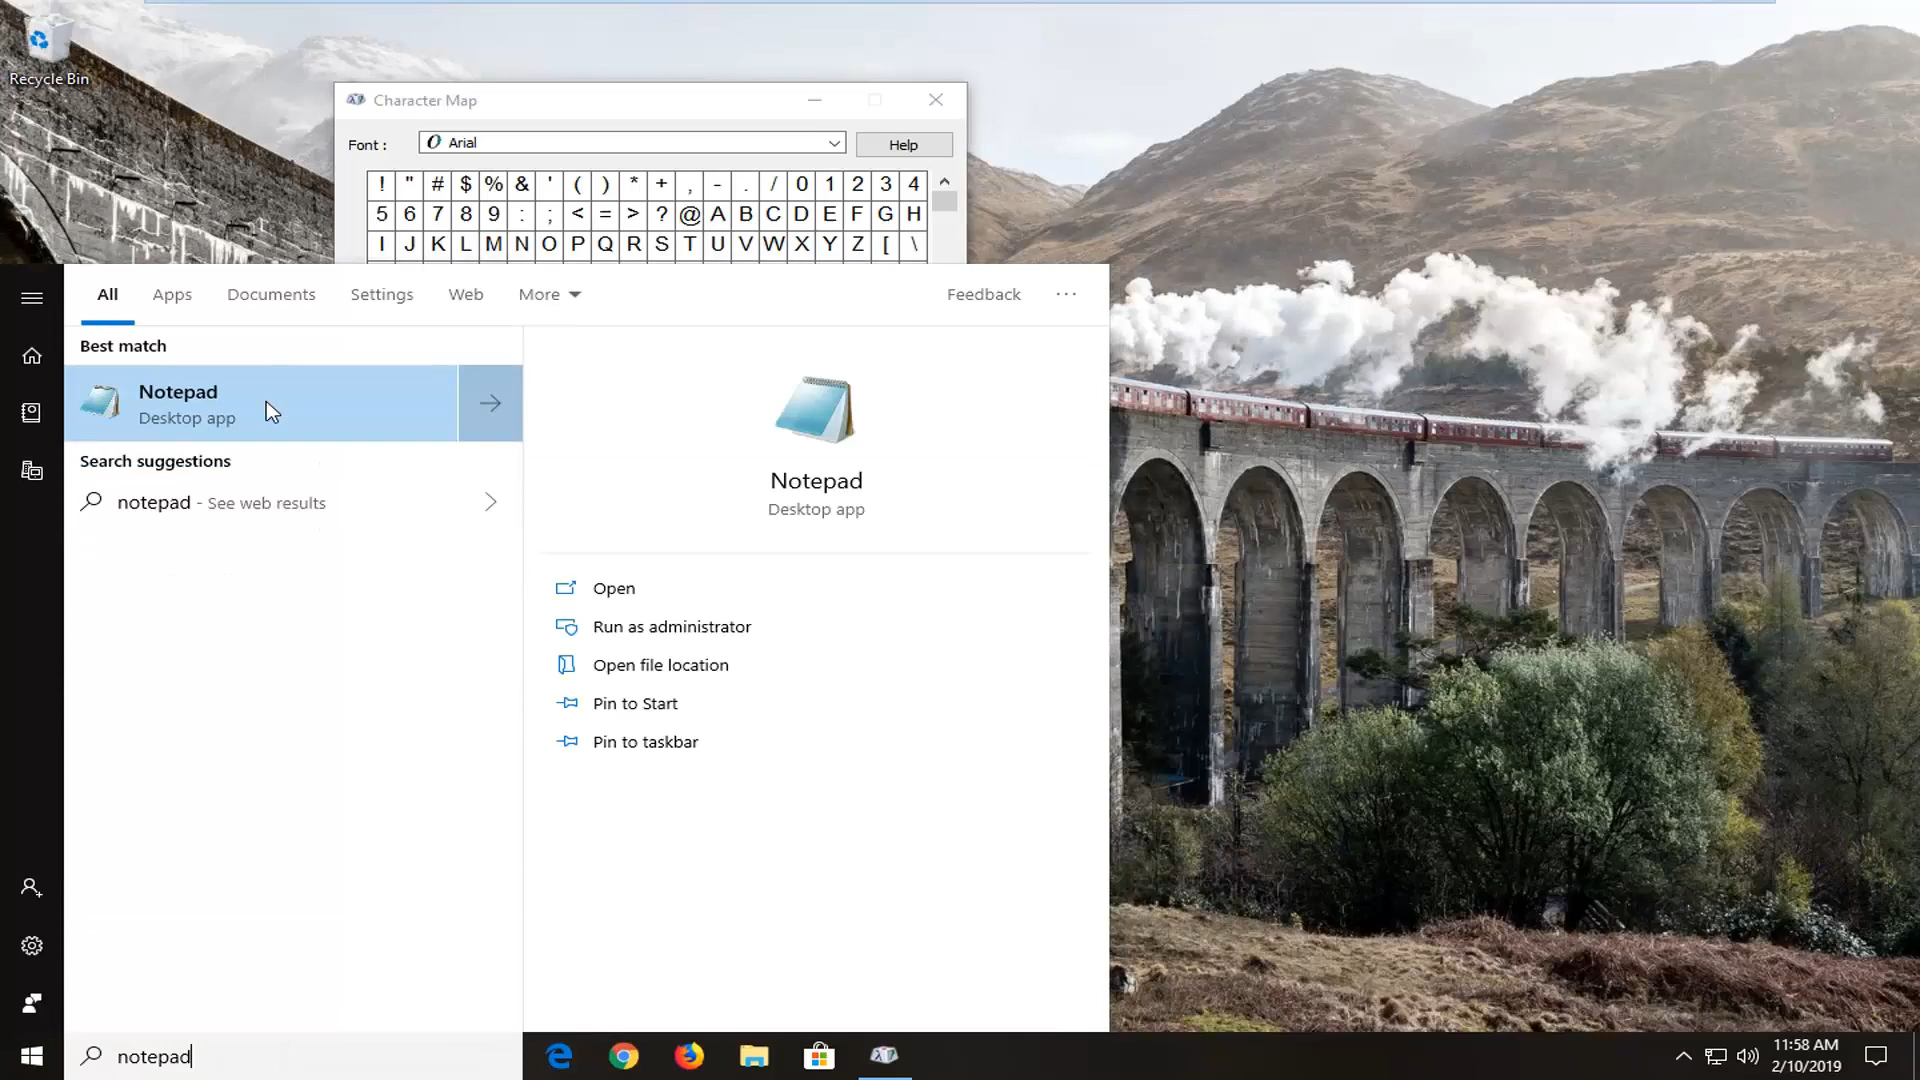 Recycle Bin
Character Map
Font :
Arial
Help
! " # $ % & ' ( ) * + , - . / 0 1 2 3 4
5 6 7 8 9 : ; < = > ? @ A B C D E F G H
I J K L M N O P Q R S T U V W X Y Z [ \
All Apps Documents Settings Web More Feedback ...
Best match
Notepad
Desktop app
Search suggestions
notepad - See web results
Notepad
Desktop app
Open
Run as administrator
Open file location
Pin to Start
Pin to taskbar
notepad
11:58 AM
2/10/2019